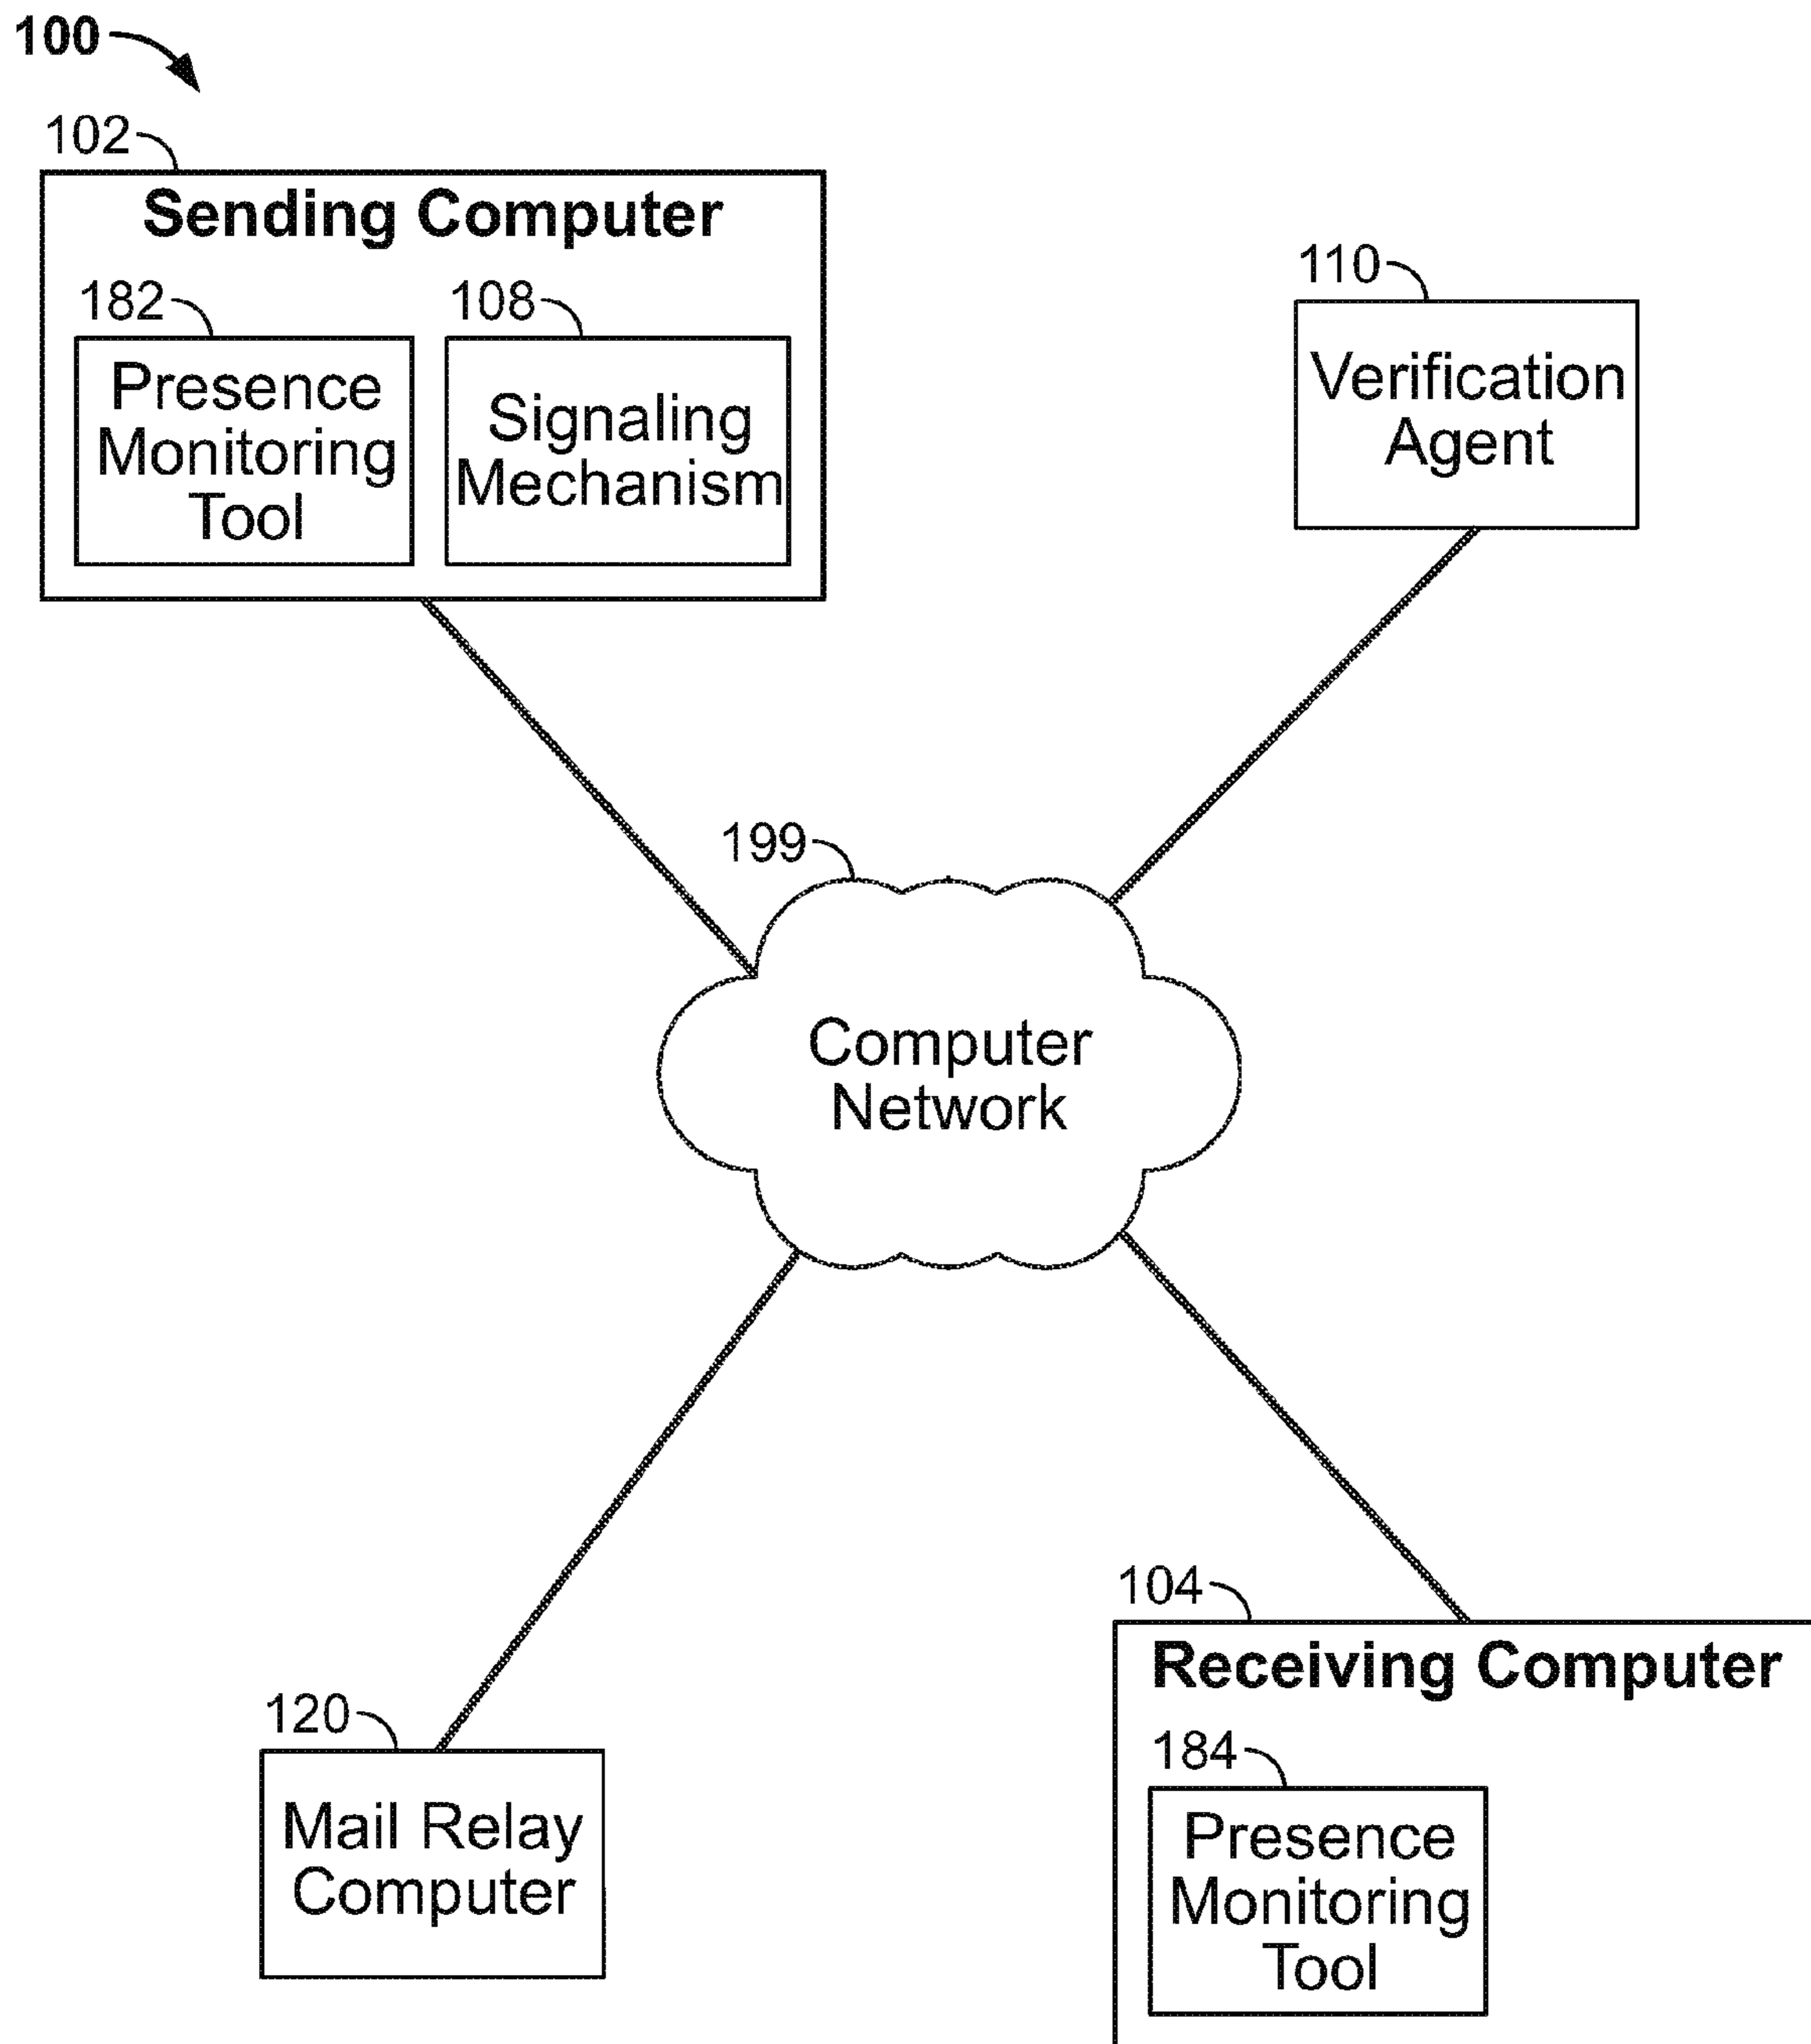 100
102
Sending Computer
182
Presence
Monitoring
Tool
108
Signaling
Mechanism
110
Verification
Agent
199
Computer
Network
120
Mail Relay
Computer
104
Receiving Computer
184
Presence
Monitoring
Tool